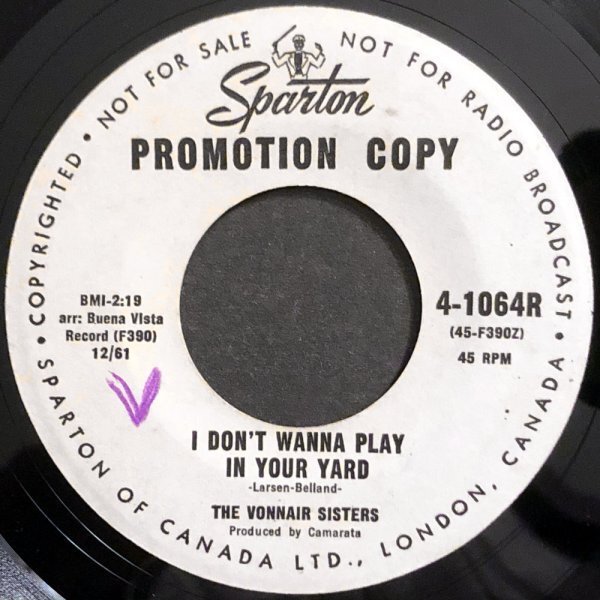 COPYRIGHTED • NOT FOR SALE NOT FOR RADIO BROADCAST •
Sparton
PROMOTION COPY
BMI-2:19
arr: Buena Vista
Record (F390)
12/61
4-1064R
(45-F390Z)
45 RPM
I DON'T WANNA PLAY
IN YOUR YARD
-Larsen-Belland-
THE VONNAIR SISTERS
Produced by Camarata
• SPARTON OF CANADA LTD., LONDON, CANADA •